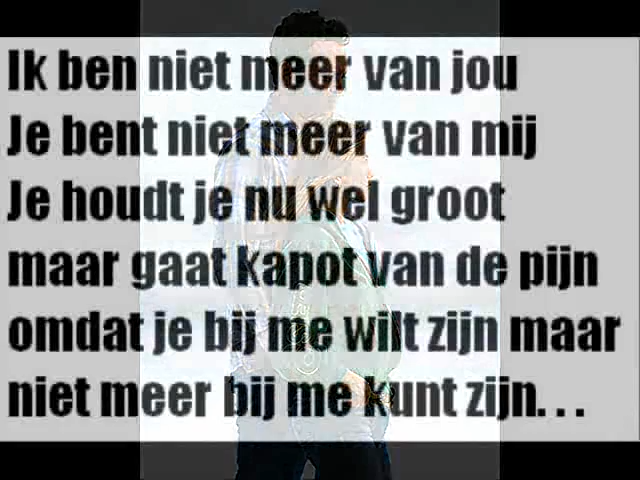 Ik ben niet meer van jou
Je bent niet meer van mij
Je houdt je nu wel groot
maar gaat kapot van de pijn
omdat je bij me wilt zijn maar
niet meer bij me kunt zijn. . .